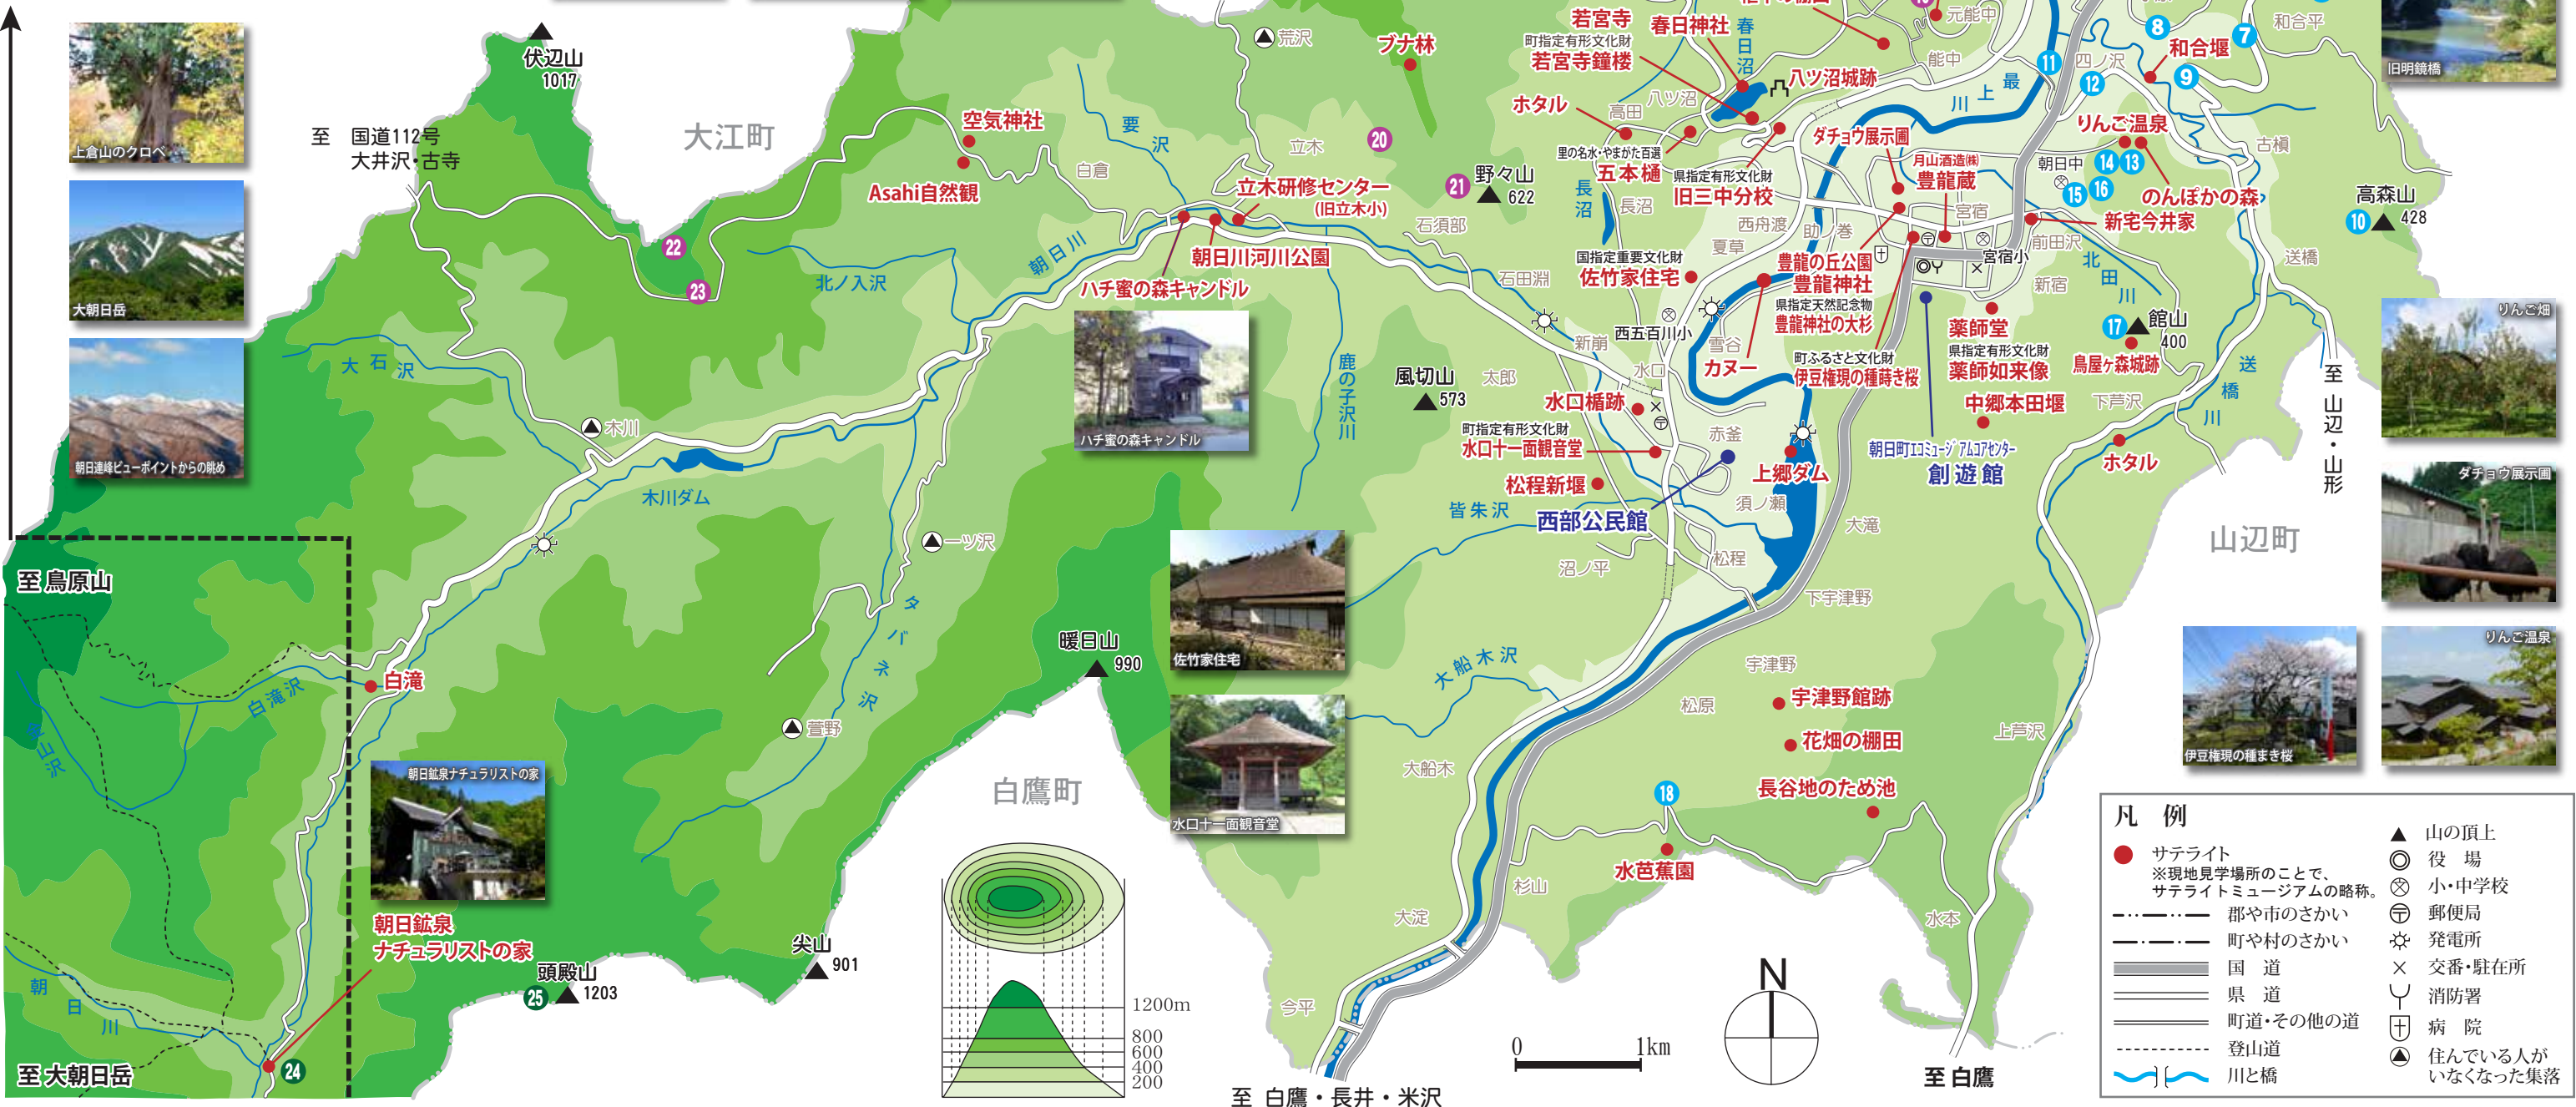 上倉山のクロベ
大朝日岳
朝日連峰ビューポイントからの眺め
伏辺山
1017
至　国道112号
大井沢・古寺
大江町
空気神社
Asahi自然観
荒沢
ブナ林
要沢
白倉
立木
20
21
野々山
622
22
23
立木研修センター
(旧立木小)
朝日川河川公園
ハチ蜜の森キャンドル
朝日川
北ノ入沢
石須部
石田淵
大石沢
木川
木川ダム
ハチ蜜の森キャンドル
鹿の子沢川
風切山
573
太郎
新崩
一ツ沢
タバネ沢
萱野
暖日山
990
至 鳥原山
白滝
白滝沢
朝日鉱泉ナチュラリストの家
朝日鉱泉
ナチュラリストの家
朝日川
至 大朝日岳
24
25
頭殿山
1203
尖山
901
白鷹町
佐竹家住宅
水口十一面観音堂
1200m
800
600
400
200
若宮寺
町指定有形文化財
若宮寺鐘楼
春日神社
春日沼
八ツ沼城跡
八ツ沼
ホタル
高田
里の名水・やまがた百選
五本樋
県指定有形文化財
旧三中分校
長沼
長沼
元能中
能中
最上川
ダチョウ展示圃
月山酒造㈱
豊龍蔵
西舟渡
夏草
助ノ巻
宮宿
宮宿小
国指定重要文化財
佐竹家住宅
豊龍の丘公園
豊龍神社
県指定天然記念物
豊龍神社の大杉
町ふるさと文化財
伊豆権現の種蒔き桜
西五百川小
雪谷
カヌー
水口
水口楯跡
町指定有形文化財
水口十一面観音堂
松程新堰
赤釜
上郷ダム
西部公民館
皆朱沢
須ノ瀬
松程
沼ノ平
大滝
下宇津野
朝日町エコミュージアムコアセンター
創遊館
薬師堂
県指定有形文化財
薬師如来像
中郷本田堰
11
12
四ノ沢
8
7
9
和合堰
和合平
りんご温泉
朝日中
14
13
15
16
のんぽかの森
新宅今井家
前田沢
古槇
高森山
428
10
送橋
北田川
新宿
17
館山
400
鳥屋ヶ森城跡
下芦沢
送橋川
ホタル
至 山辺・山形
山辺町
旧明鏡橋
りんご畑
ダチョウ展示圃
伊豆権現の種まき桜
りんご温泉
大船木沢
大船木
宇津野
松原
宇津野館跡
花畑の棚田
長谷地のため池
上芦沢
18
水芭蕉園
杉山
大淀
今平
水本
至 白鷹・長井・米沢
0
1km
N
至 白鷹
凡　例
サテライト
※現地見学場所のことで、
サテライトミュージアムの略称。
郡や市のさかい
町や村のさかい
国　道
県　道
町道・その他の道
登山道
川と橋
山の頂上
役　場
小・中学校
郵便局
発電所
交番・駐在所
消防署
病　院
住んでいる人が
いなくなった集落